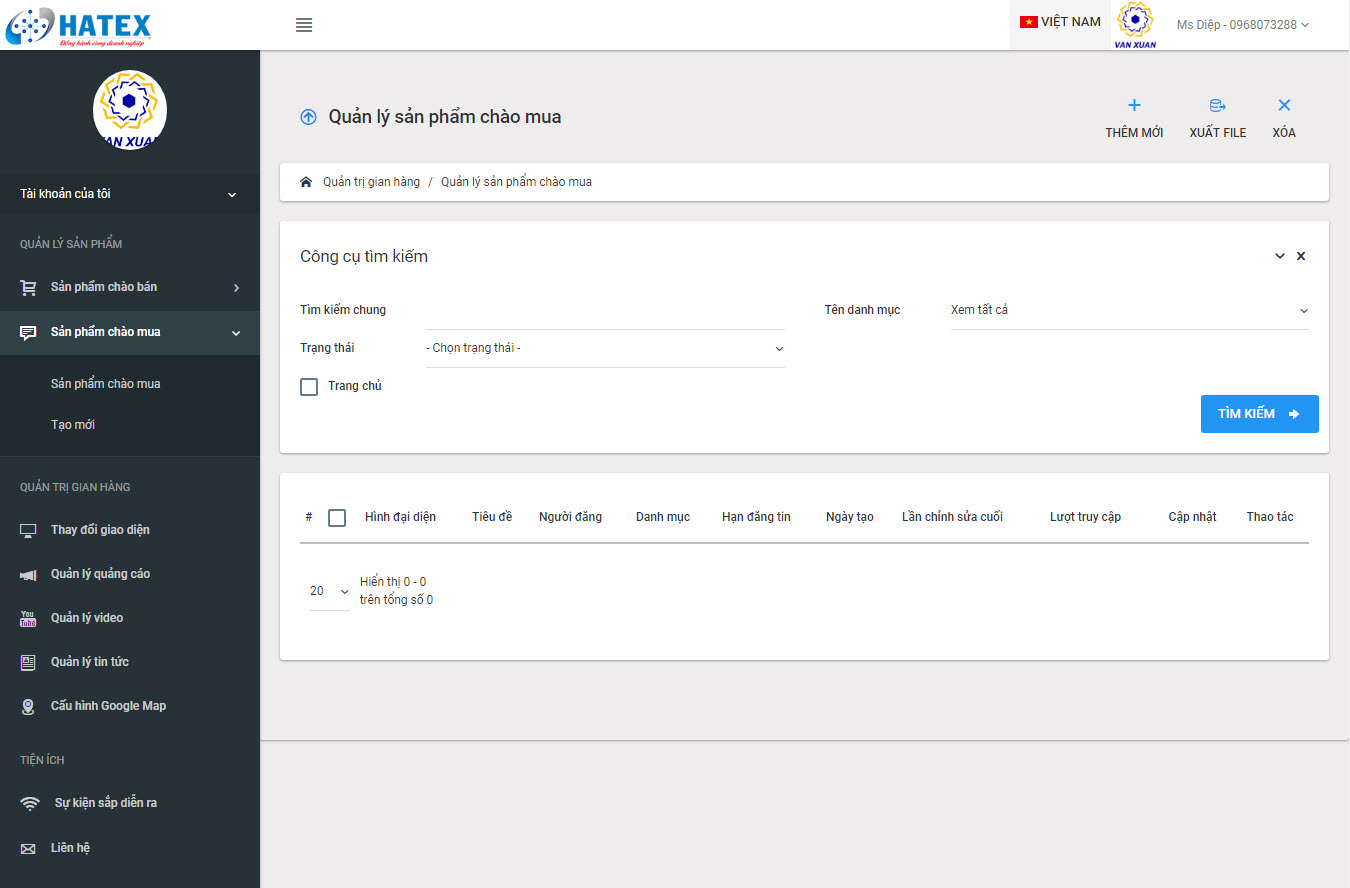 HATEX
Đồng hành cùng doanh nghiệp
VIỆT NAM
VAN XUAN
Ms Diệp - 0968073288
VAN XUAN
Tài khoản của tôi
QUẢN LÝ SẢN PHẨM
Sản phẩm chào bán
Sản phẩm chào mua
Sản phẩm chào mua
Tạo mới
QUẢN TRỊ GIAN HÀNG
Thay đổi giao diện
Quản lý quảng cáo
You
Tube
Quản lý video
Quản lý tin tức
Cấu hình Google Map
TIỆN ÍCH
Sự kiện sắp diễn ra
Liên hệ
Quản lý sản phẩm chào mua
THÊM MỚI XUẤT FILE XÓA
Quản trị gian hàng / Quản lý sản phẩm chào mua
Công cụ tìm kiếm
Tìm kiếm chung
Tên danh mục Xem tất cả
Trạng thái - Chọn trạng thái -
Trang chủ
TÌM KIẾM
# Hình đại diện Tiêu đề Người đăng Danh mục Hạn đăng tin Ngày tạo Lần chỉnh sửa cuối Lượt truy cập Cập nhật Thao tác
20
Hiển thị 0 - 0
trên tổng số 0